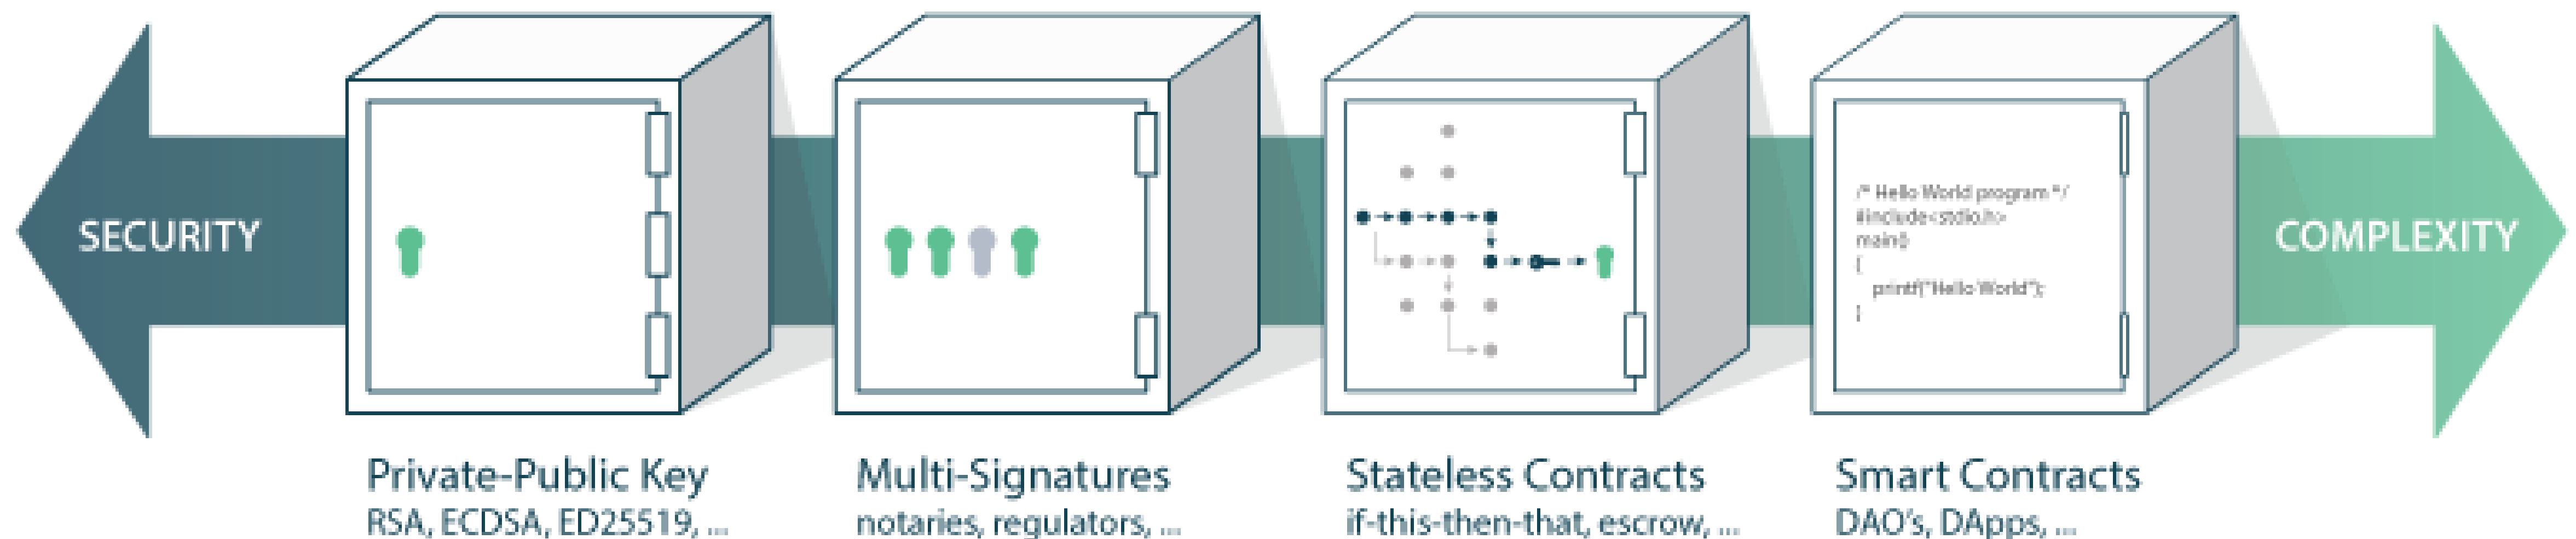 SECURITY
/* Hello World program */
#include<stdio.h>
main()
{
printf("Hello World");
}
COMPLEXITY
Private-Public Key
RSA, ECDSA, ED25519, ...
Multi-Signatures
notaries, regulators, ...
Stateless Contracts
if-this-then-that, escrow, ...
Smart Contracts
DAO's, DApps, ...